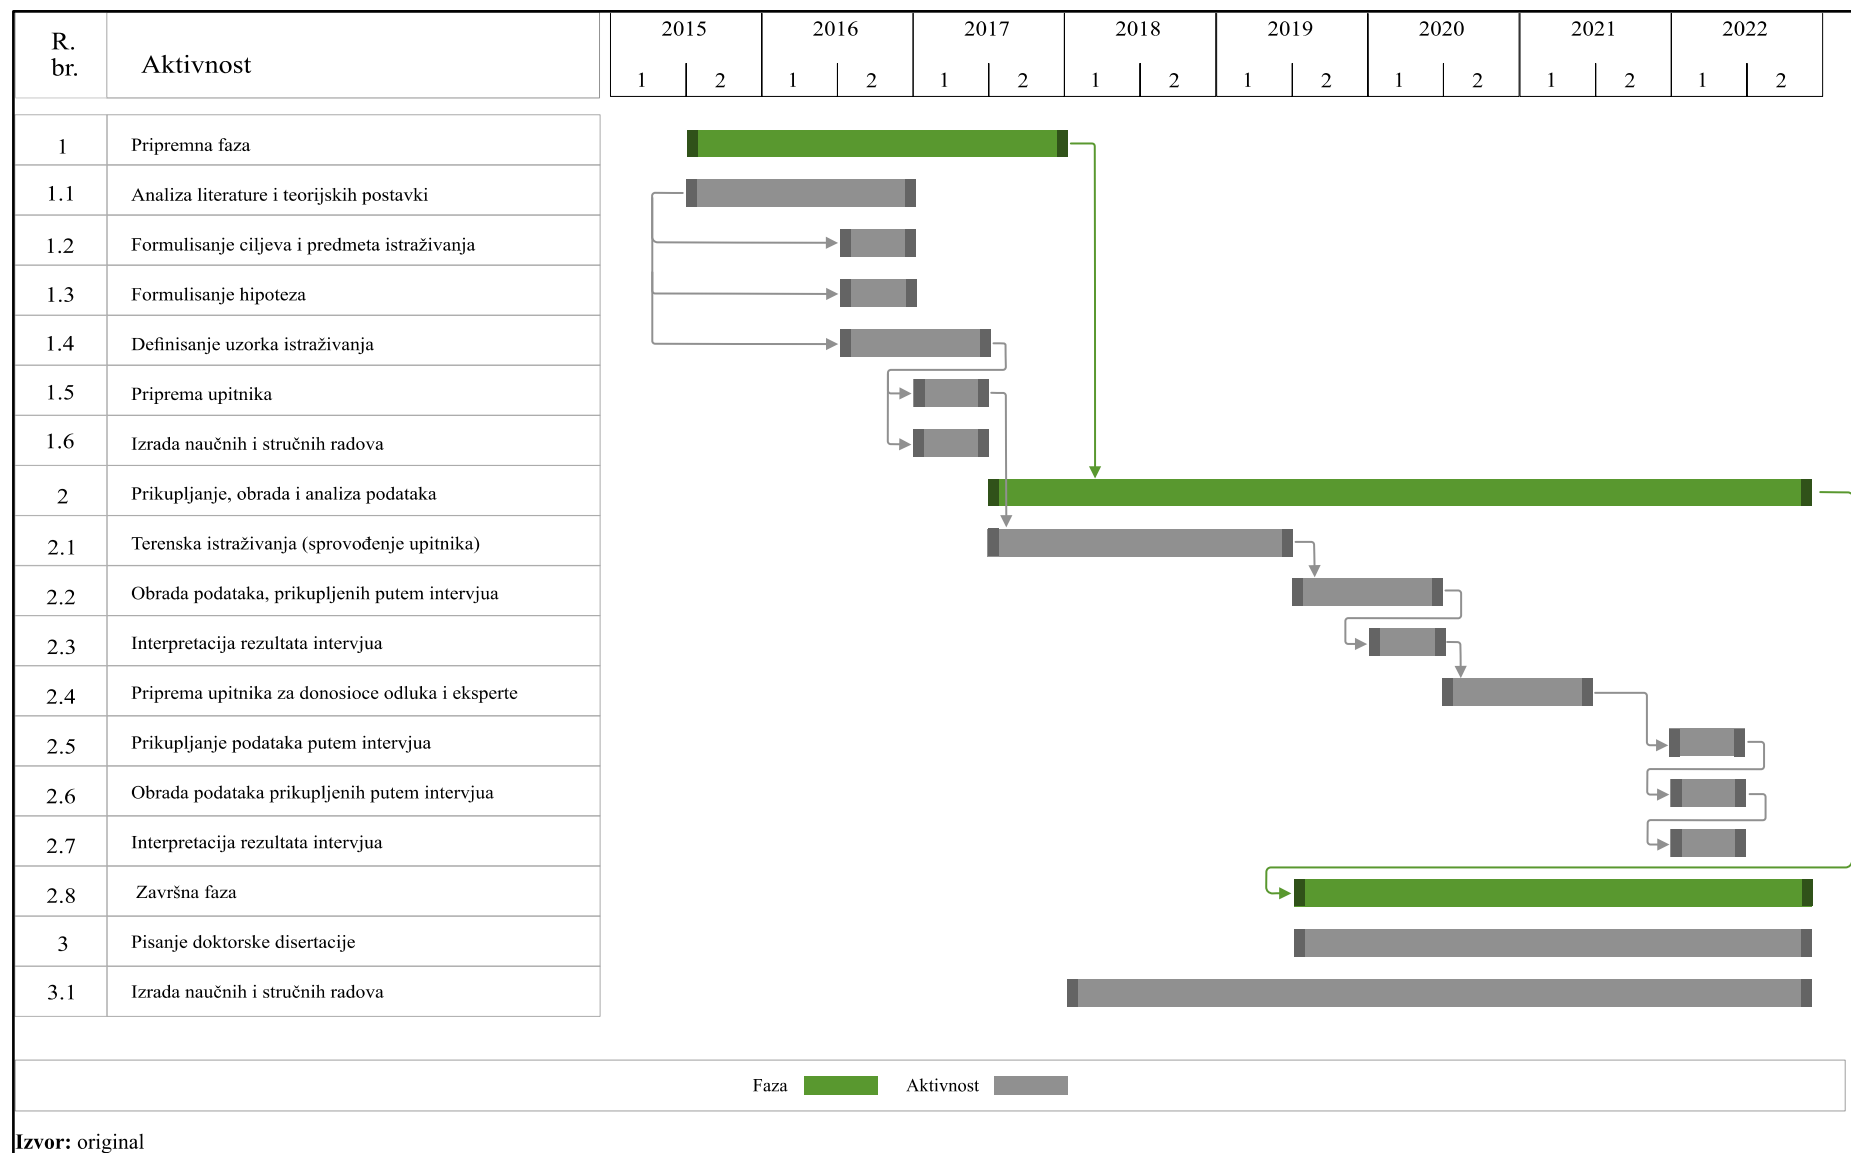 R. br. Aktivnost 2015 2016 2017 2018 2019 2020 2021 2022
1 2 1 2 1 2 1 2 1 2 1 2 1 2 1 2
1 Pripremna faza
1.1 Analiza literature i teorijskih postavki
1.2 Formulisanje ciljeva i predmeta istraživanja
1.3 Formulisanje hipoteza
1.4 Definisanje uzorka istraživanja
1.5 Priprema upitnika
1.6 Izrada naučnih i stručnih radova
2 Prikupljanje, obrada i analiza podataka
2.1 Terenska istraživanja (sprovođenje upitnika)
2.2 Obrada podataka, prikupljenih putem intervjua
2.3 Interpretacija rezultata intervjua
2.4 Priprema upitnika za donosioce odluka i eksperte
2.5 Prikupljanje podataka putem intervjua
2.6 Obrada podataka prikupljenih putem intervjua
2.7 Interpretacija rezultata intervjua
2.8 Završna faza
3 Pisanje doktorske disertacije
3.1 Izrada naučnih i stručnih radova
Faza Aktivnost
Izvor: original